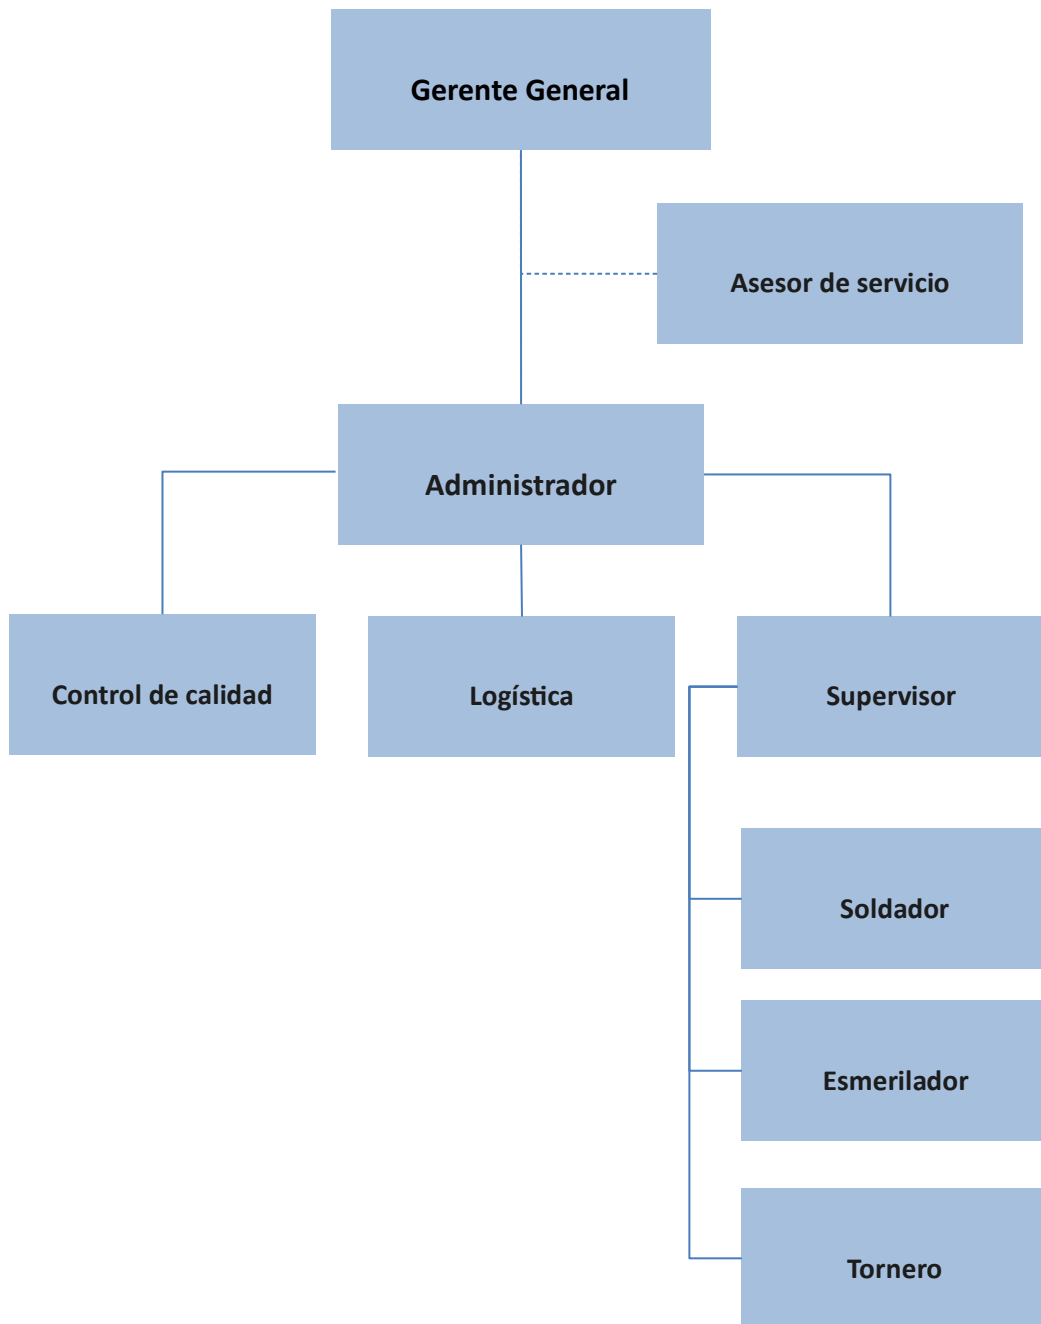 Gerente General
Asesor de servicio
Administrador
Control de calidad
Logística
Supervisor
Soldador
Esmerilador
Tornero